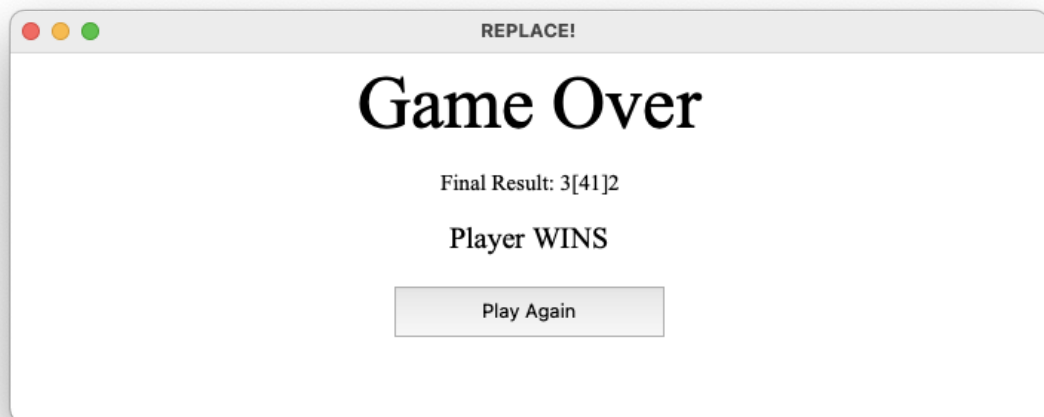 REPLACE!
Game Over
Final Result: 3[41]2
Player WINS
Play Again